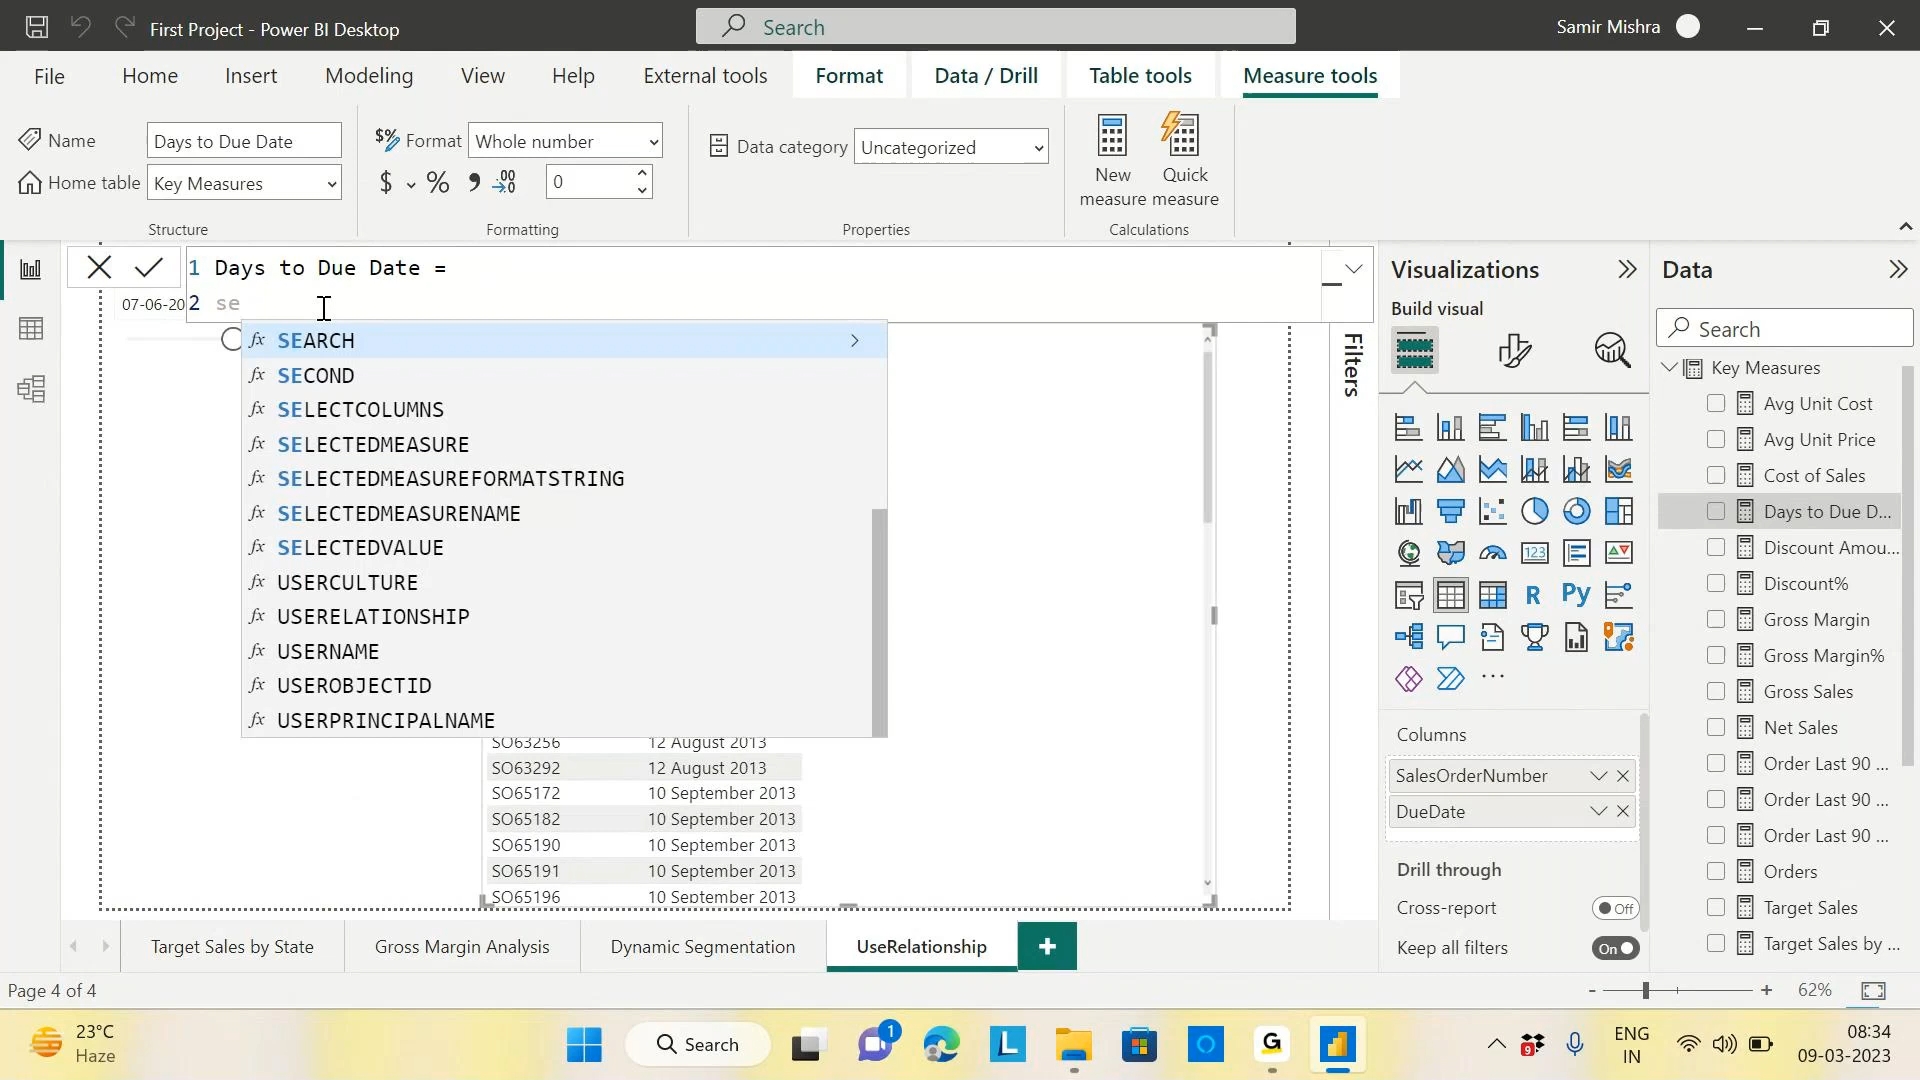 First Project - Power BI Desktop
Search
Samir Mishra
File
Home
Insert
Modeling
View
Help
External tools
Format
Data / Drill
Table tools
Measure tools
Name
Days to Due Date
Home table
Key Measures
Structure
Format
Whole number
$
%
0
Formatting
Data category
Uncategorized
Properties
New measure
Quick measure
Calculations
1 Days to Due Date =
2 se
07-06-20
SEARCH
SECOND
SELECTCOLUMNS
SELECTEDMEASURE
SELECTEDMEASUREFORMATSTRING
SELECTEDMEASURENAME
SELECTEDVALUE
USERCULTURE
USERELATIONSHIP
USERNAME
USEROBJECTID
USERPRINCIPALNAME
SO63256 12 August 2013
SO63292 12 August 2013
SO65172 10 September 2013
SO65182 10 September 2013
SO65190 10 September 2013
SO65191 10 September 2013
SO65196 10 September 2013
Filters
Visualizations
Build visual
123
R
Py
Columns
SalesOrderNumber
DueDate
Drill through
Cross-report
Off
Keep all filters
On
Data
Search
Key Measures
Avg Unit Cost
Avg Unit Price
Cost of Sales
Days to Due D...
Discount Amou...
Discount%
Gross Margin
Gross Margin%
Gross Sales
Net Sales
Order Last 90 ...
Order Last 90 ...
Order Last 90 ...
Orders
Target Sales
Target Sales by ...
Target Sales by State
Gross Margin Analysis
Dynamic Segmentation
UseRelationship
+
Page 4 of 4
- + 62%
23°C
Haze
Search
1
L
G
9
ENG
IN
08:34
09-03-2023